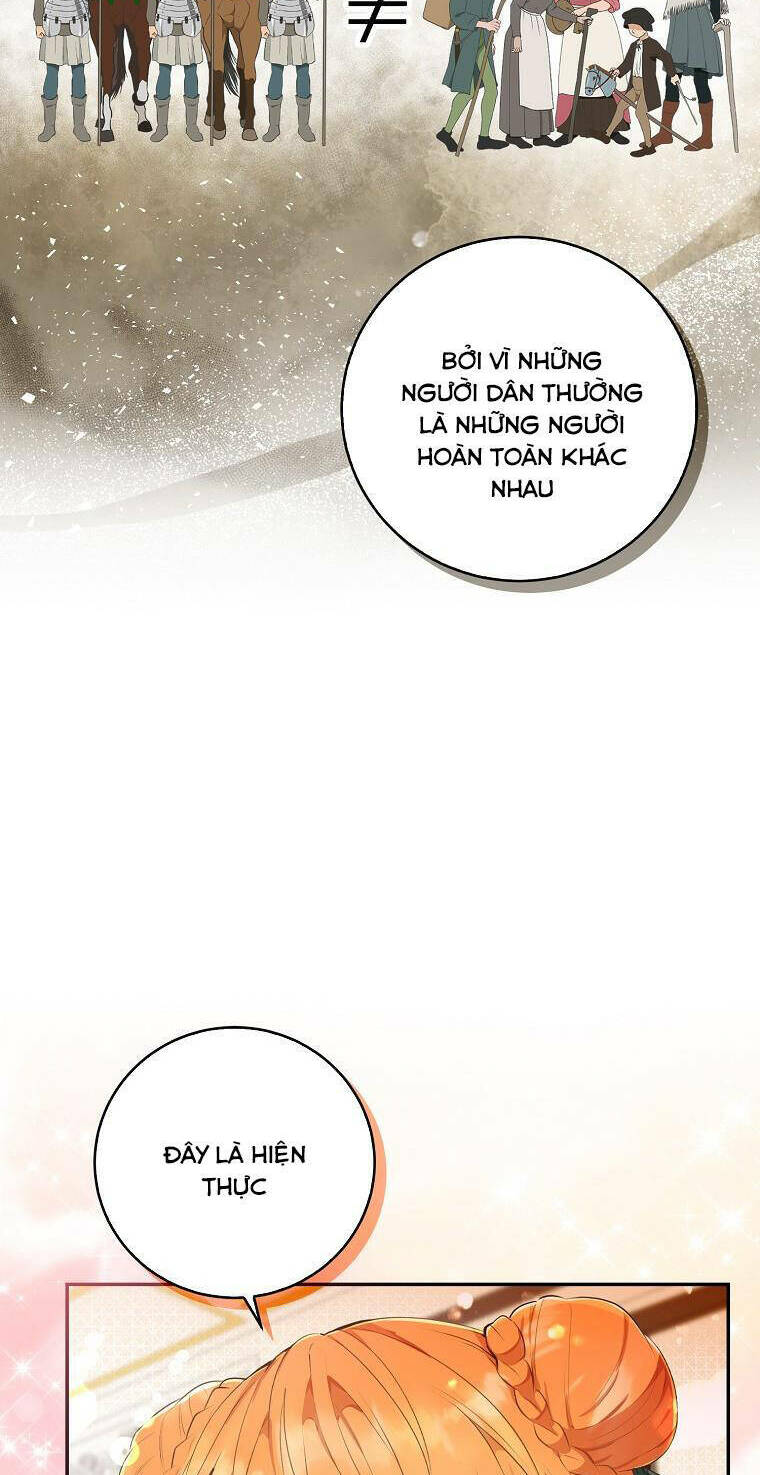 ≠
BỞI VÌ NHỮNG
NGƯỜI DÂN THƯỜNG
LÀ NHỮNG NGƯỜI
HOÀN TOÀN KHÁC
NHAU
ĐÂY LÀ HIỆN
THỰC